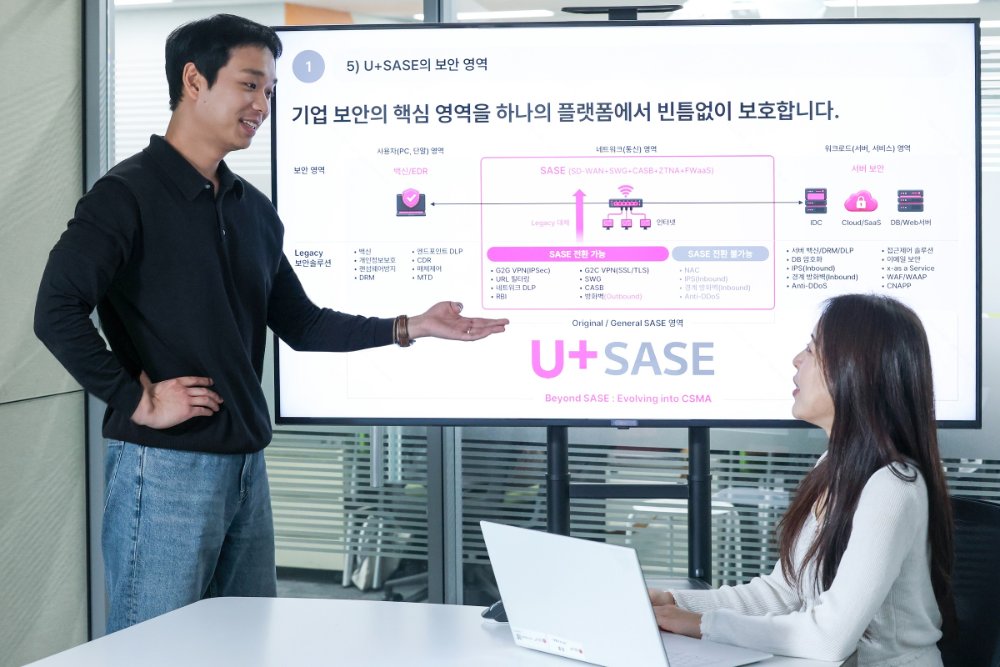 1
5) U+SASE의 보안 영역
기업 보안의 핵심 영역을 하나의 플랫폼에서 빈틈없이 보호합니다.
사용자(PC, 단말) 영역
네트워크(통신) 영역
워크로드(서버, 서비스) 영역
보안 영역
백신/EDR
SASE (SD-WAN+SWG+CASB+ZTNA+FWaaS)
서버 보안
Legacy 대체
인터넷
IDC
Cloud/SaaS
DB/Web서버
Legacy
보안솔루션
• 백신
• 개인정보보호
• 랜섬웨어방지
• DRM
• 엔드포인트 DLP
• CDR
• 매체제어
• MTD
SASE 전환 가능
• G2G VPN(IPSec)
• URL 필터링
• 네트워크 DLP
• RBI
• G2C VPN(SSL/TLS)
• SWG
• CASB
• 방화벽(Outbound)
SASE 전환 불가능
• NAC
• IPS(Inbound)
• 경계 방화벽(Inbound)
• Anti-DDoS
• 서버 백신/DRM/DLP
• DB 암호화
• IPS(Inbound)
• 경계 방화벽(Inbound)
• Anti-DDoS
• 접근제어 솔루션
• 이메일 보안
• x-as a Service
• WAF/WAAP
• CNAPP
Original / General SASE 영역
U+ SASE
Beyond SASE : Evolving into CSMA